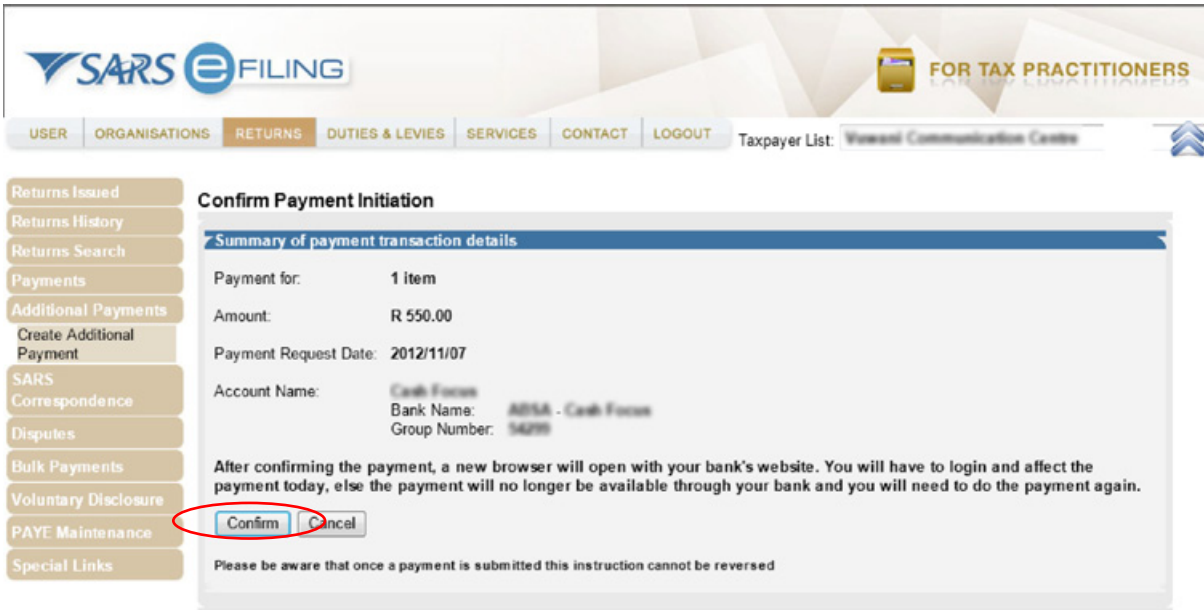 SARS eFILING
FOR TAX PRACTITIONERS
USER ORGANISATIONS RETURNS DUTIES & LEVIES SERVICES CONTACT LOGOUT Taxpayer List:
Returns Issued
Returns History
Returns Search
Payments
Additional Payments
Create Additional
Payment
SARS
Correspondence
Disputes
Bulk Payments
Voluntary Disclosure
PAYE Maintenance
Special Links
Confirm Payment Initiation
Summary of payment transaction details
Payment for: 1 item
Amount: R 550.00
Payment Request Date: 2012/11/07
Account Name:
Bank Name:
Group Number:
After confirming the payment, a new browser will open with your bank's website. You will have to login and affect the
payment today, else the payment will no longer be available through your bank and you will need to do the payment again.
Confirm Cancel
Please be aware that once a payment is submitted this instruction cannot be reversed